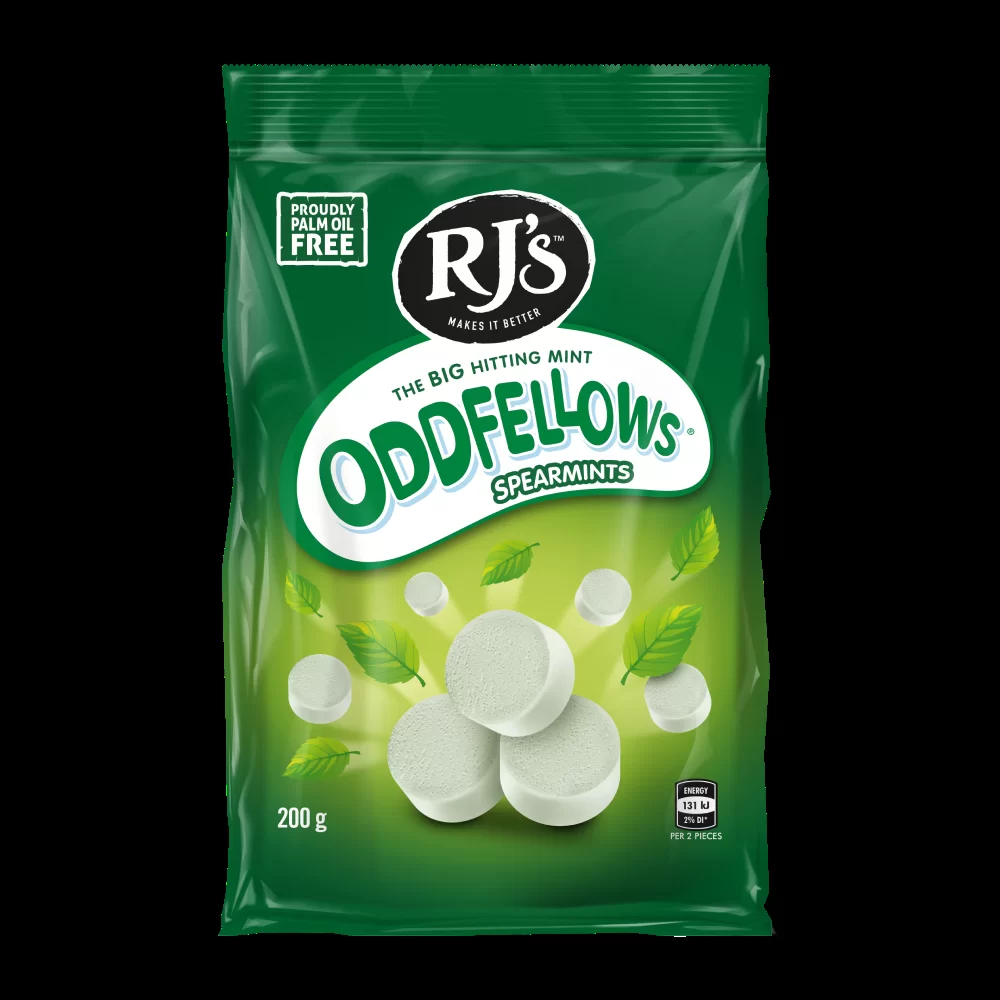 PROUDLY
PALM OIL
FREE
RJ'S™
MAKES IT BETTER
THE BIG HITTING MINT
ODDFELLOWS®
SPEARMINTS
200 g
ENERGY
131 kJ
2% DI*
PER 2 PIECES